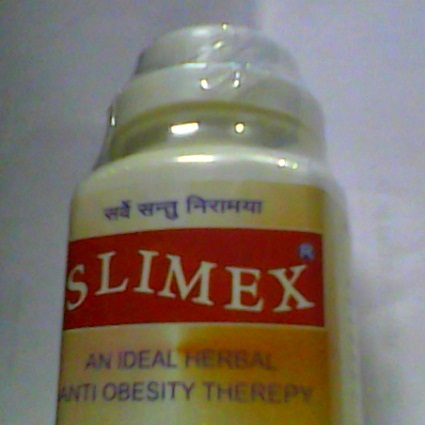 सर्वे सन्तु निरामया
SLIMEX®
AN IDEAL HERBAL
ANTI OBESITY THEREPY